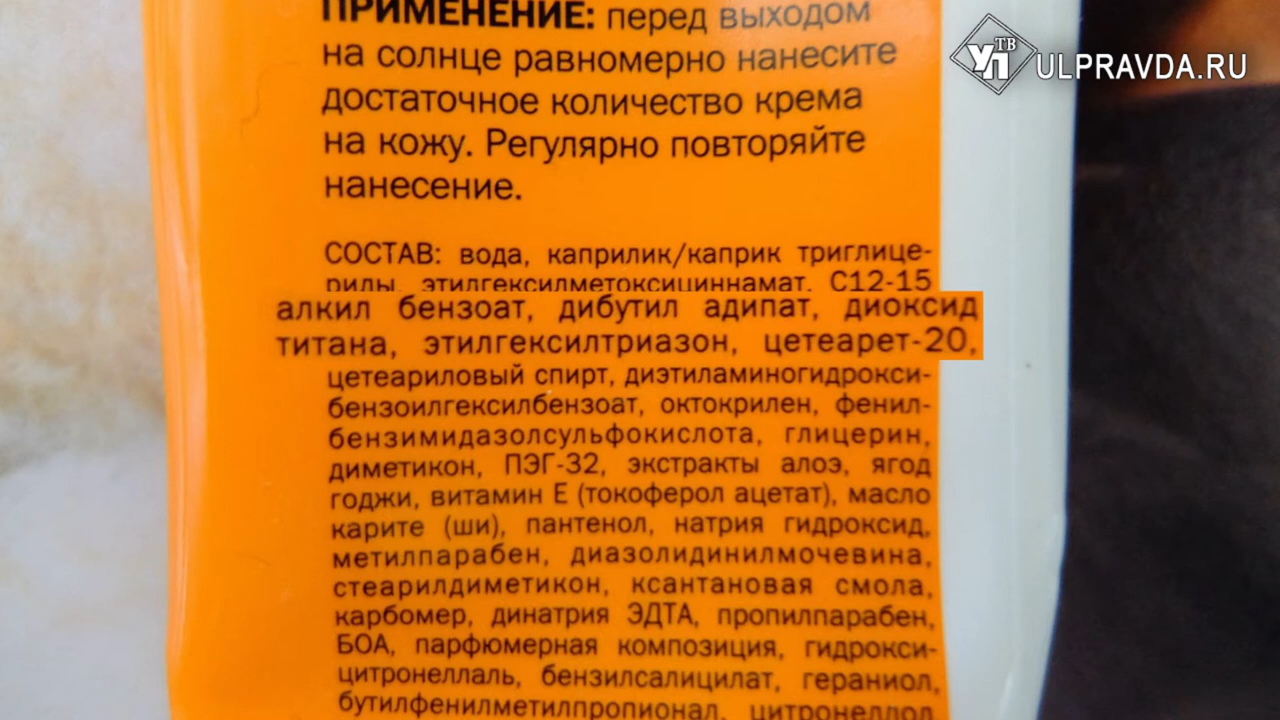 ПРИМЕНЕНИЕ: перед выходом
на солнце равномерно нанесите
достаточное количество крема
на кожу. Регулярно повторяйте
нанесение.
УП ТВ ULPRAVDA.RU
СОСТАВ: вода, каприлик/каприк триглице-
риды, этилгексилметоксициннамат, С12-15
алкил бензоат, дибутил адипат, диоксид
титана, этилгексилтриазон, цетеарет-20,
цетеариловый спирт, диэтиламиногидрокси-
бензоилгексилбензоат, октокрилен, фенил-
бензимидазолсульфокислота, глицерин,
диметикон, ПЭГ-32, экстракты алоэ, ягод
годжи, витамин Е (токоферол ацетат), масло
карите (ши), пантенол, натрия гидроксид,
метилпарабен, диазолидинилмочевина,
стеарилдиметикон, ксантановая смола,
карбомер, динатрия ЭДТА, пропилпарабен,
БОА, парфюмерная композиция, гидрокси-
цитронеллаль, бензилсалицилат, гераниол,
бутилфенилметилпропионал, цитронеллол